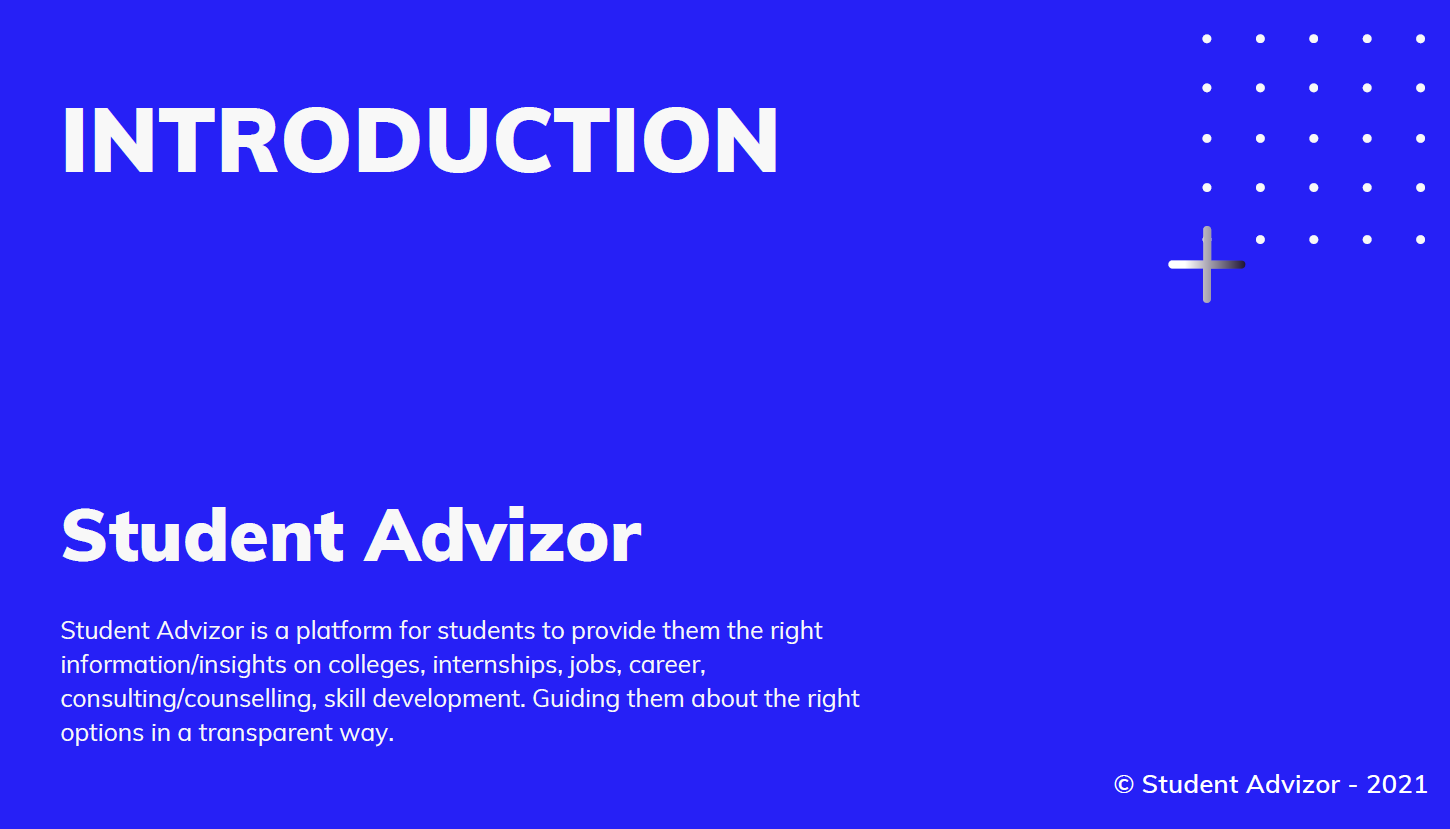 INTRODUCTION
Student Advizor
Student Advizor is a platform for students to provide them the right
information/insights on colleges, internships, jobs, career,
consulting/counselling, skill development. Guiding them about the right
options in a transparent way.
© Student Advizor - 2021